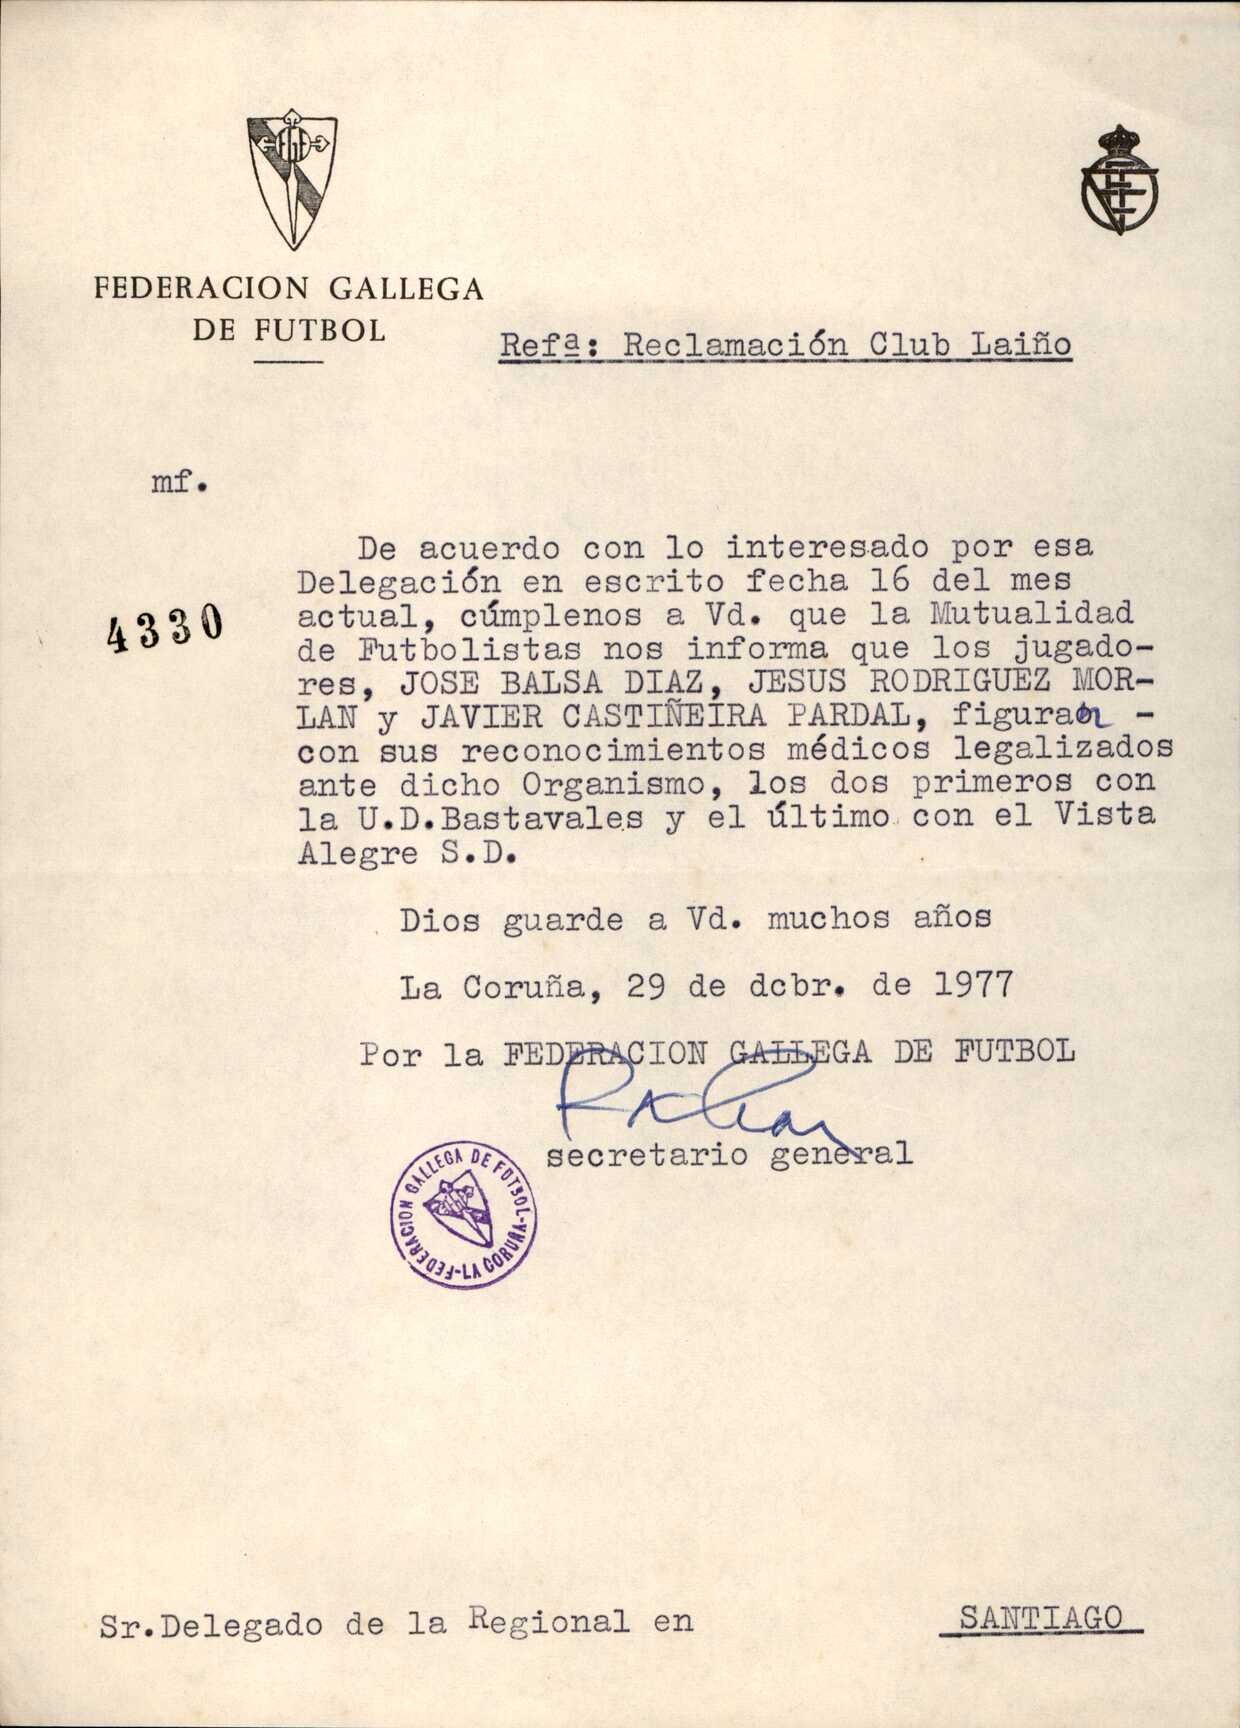 FGF
FEDERACION GALLEGA
DE FUTBOL
Refª: Reclamación Club Laiño
mf.
4330
De acuerdo con lo interesado por esa
Delegación en escrito fecha 16 del mes
actual, cúmplenos a Vd. que la Mutualidad
de Futbolistas nos informa que los jugado-
res, JOSE BALSA DIAZ, JESUS RODRIGUEZ MOR-
LAN y JAVIER CASTIÑEIRA PARDAL, figuran -
con sus reconocimientos médicos legalizados
ante dicho Organismo, los dos primeros con
la U.D.Bastavales y el último con el Vista
Alegre S.D.
Dios guarde a Vd. muchos años
La Coruña, 29 de dcbr. de 1977
Por la FEDERACION GALLEGA DE FUTBOL
secretario general
FEDERACION GALLEGA DE FUTBOL-LA CORUÑA-
Sr.Delegado de la Regional en SANTIAGO